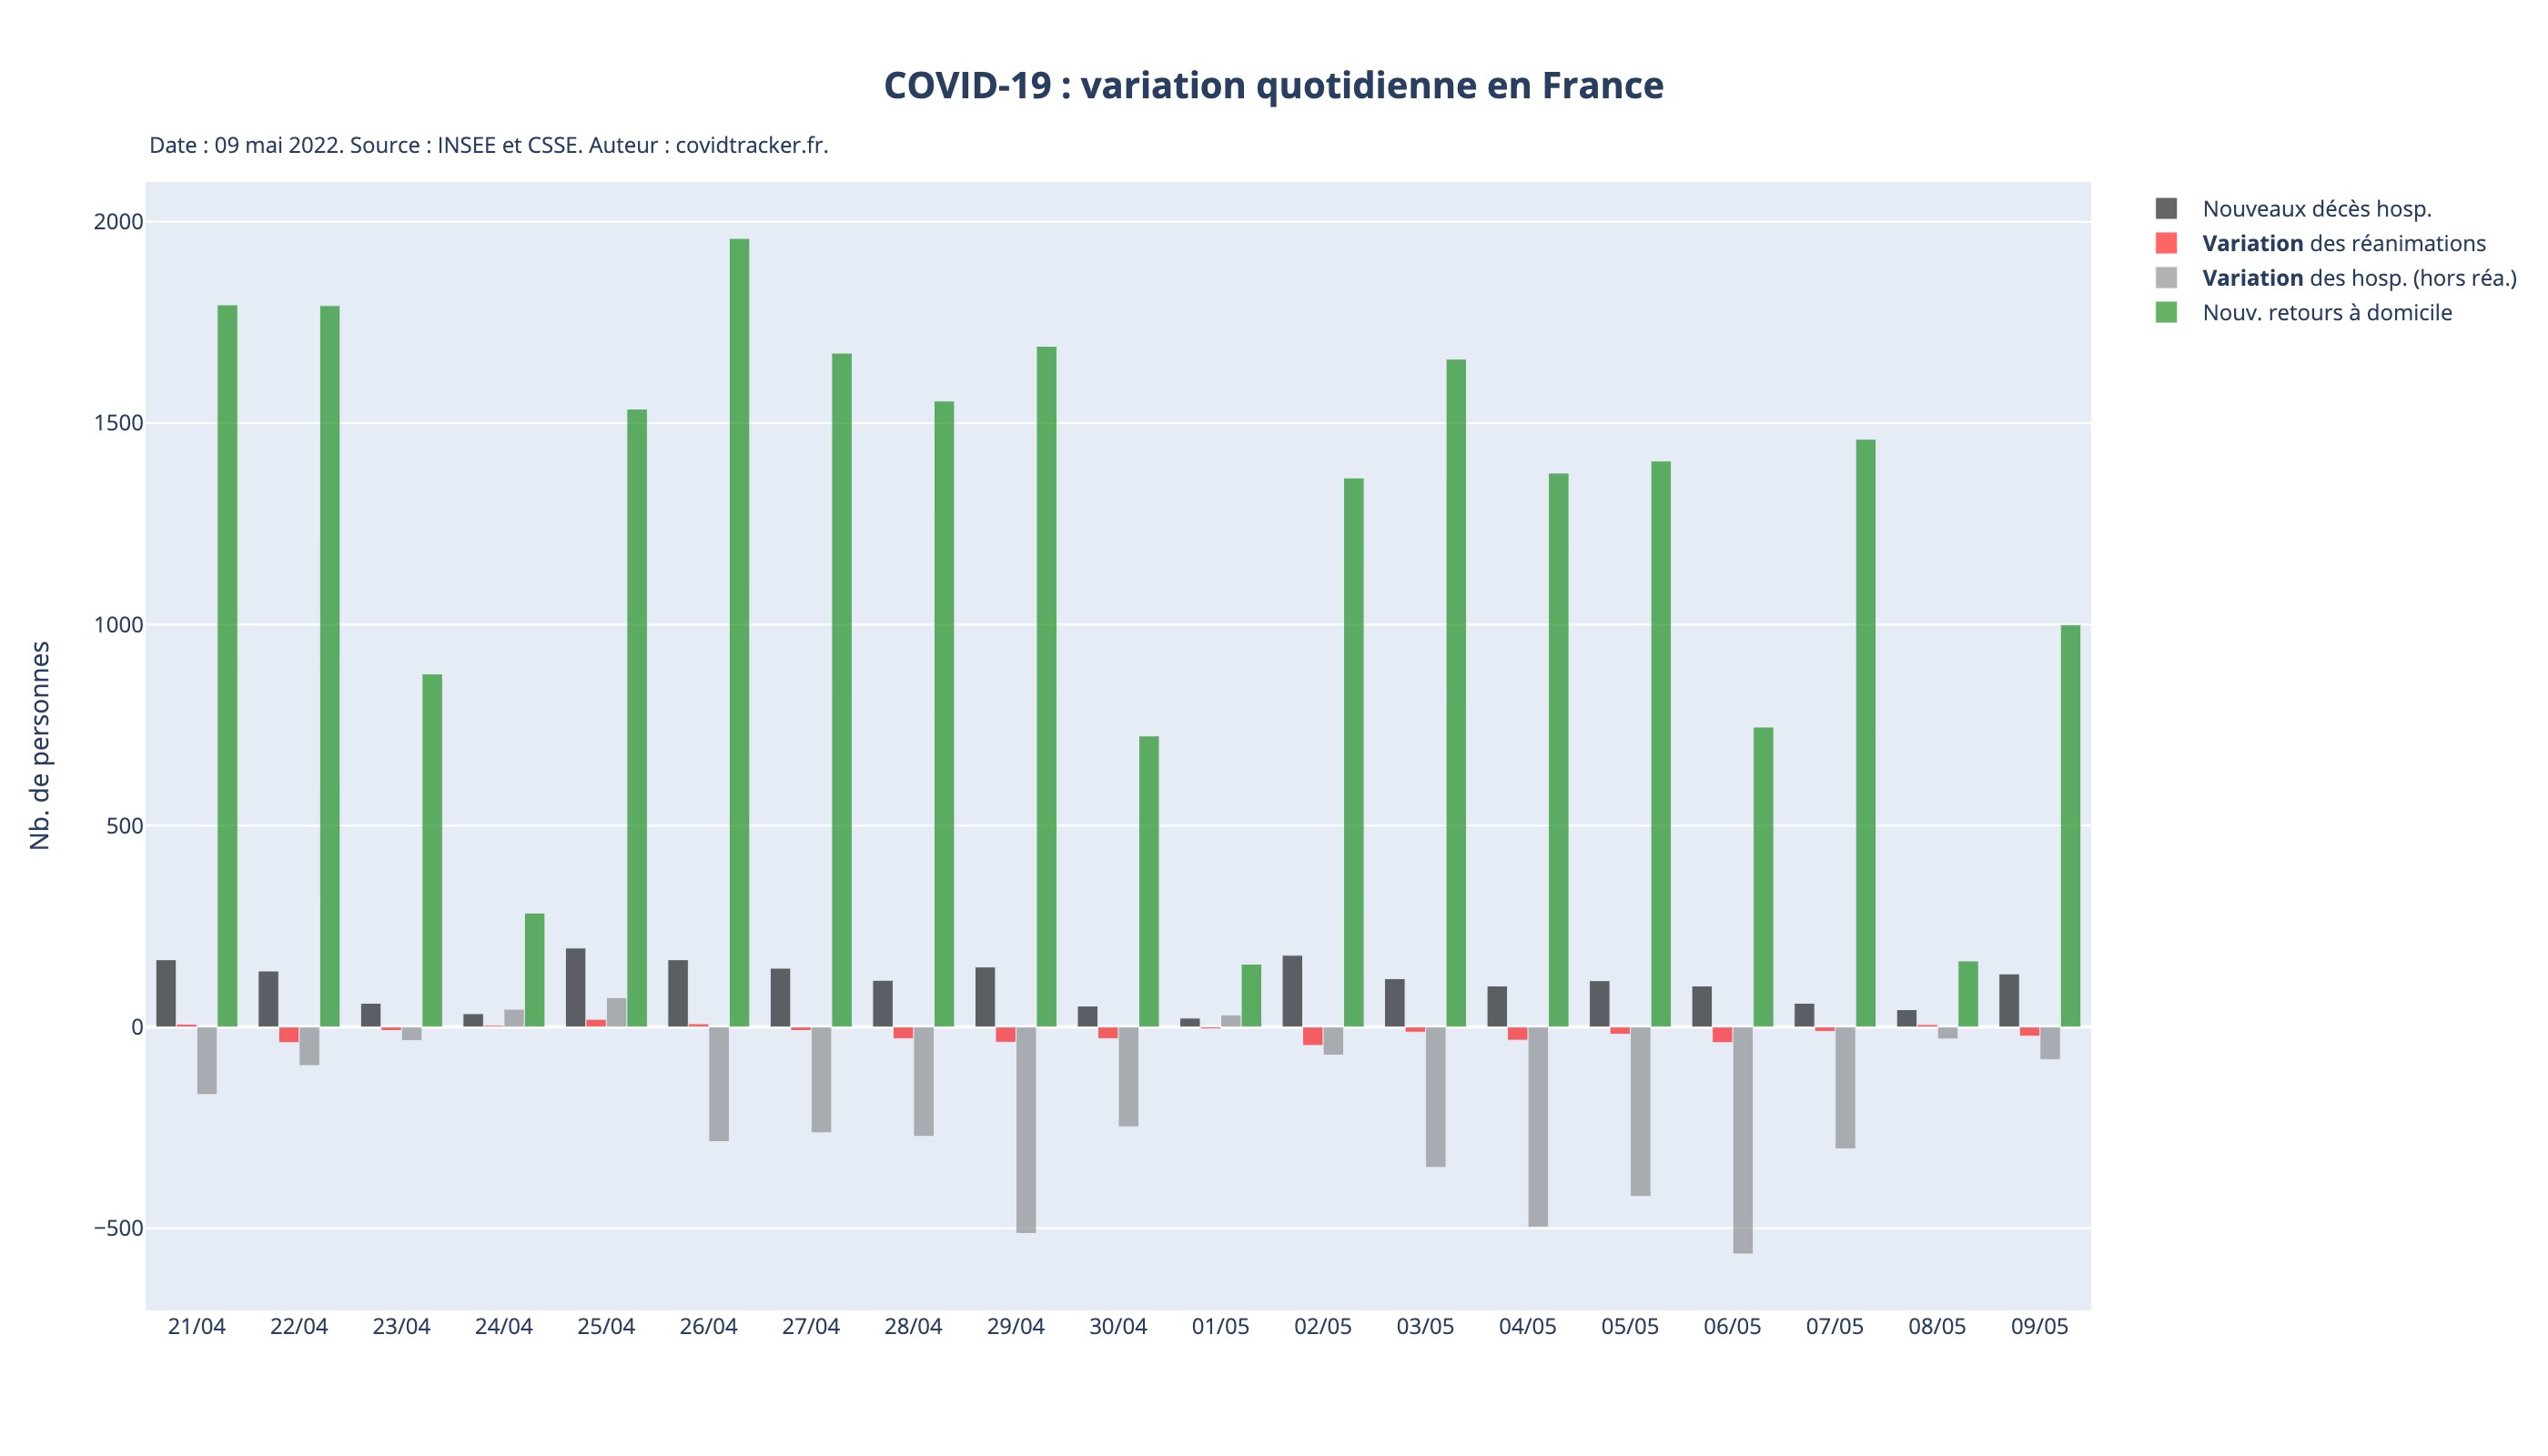 COVID-19 : variation quotidienne en France
Date : 09 mai 2022. Source : INSEE et CSSE. Auteur : covidtracker.fr.
Nouveaux décès hosp.
Variation des réanimations
Variation des hosp. (hors réa.)
Nouv. retours à domicile
Nb. de personnes
2000
1500
1000
500
0
−500
21/04 22/04 23/04 24/04 25/04 26/04 27/04 28/04 29/04 30/04 01/05 02/05 03/05 04/05 05/05 06/05 07/05 08/05 09/05